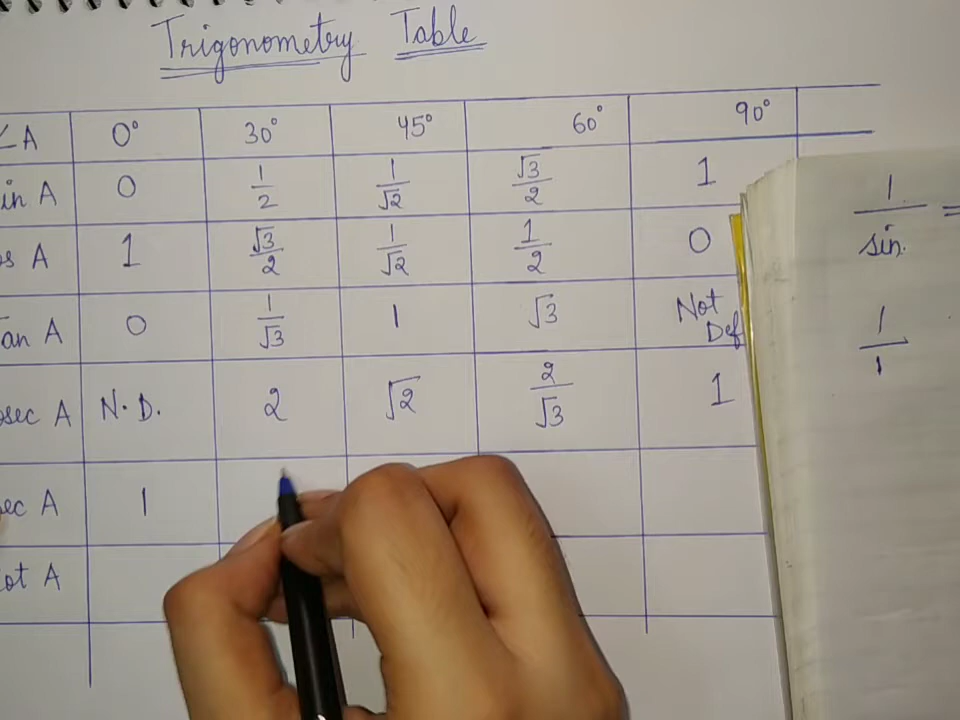 Trigonometry Table
∠A 0° 30° 45° 60° 90°
in A 0 1/2 1/√2 √3/2 1
os A 1 √3/2 1/√2 1/2 0
an A 0 1/√3 1 √3 Not Def
osec A N.D. 2 √2 2/√3 1
ec A 1
ot A
1/sin. =
1/1